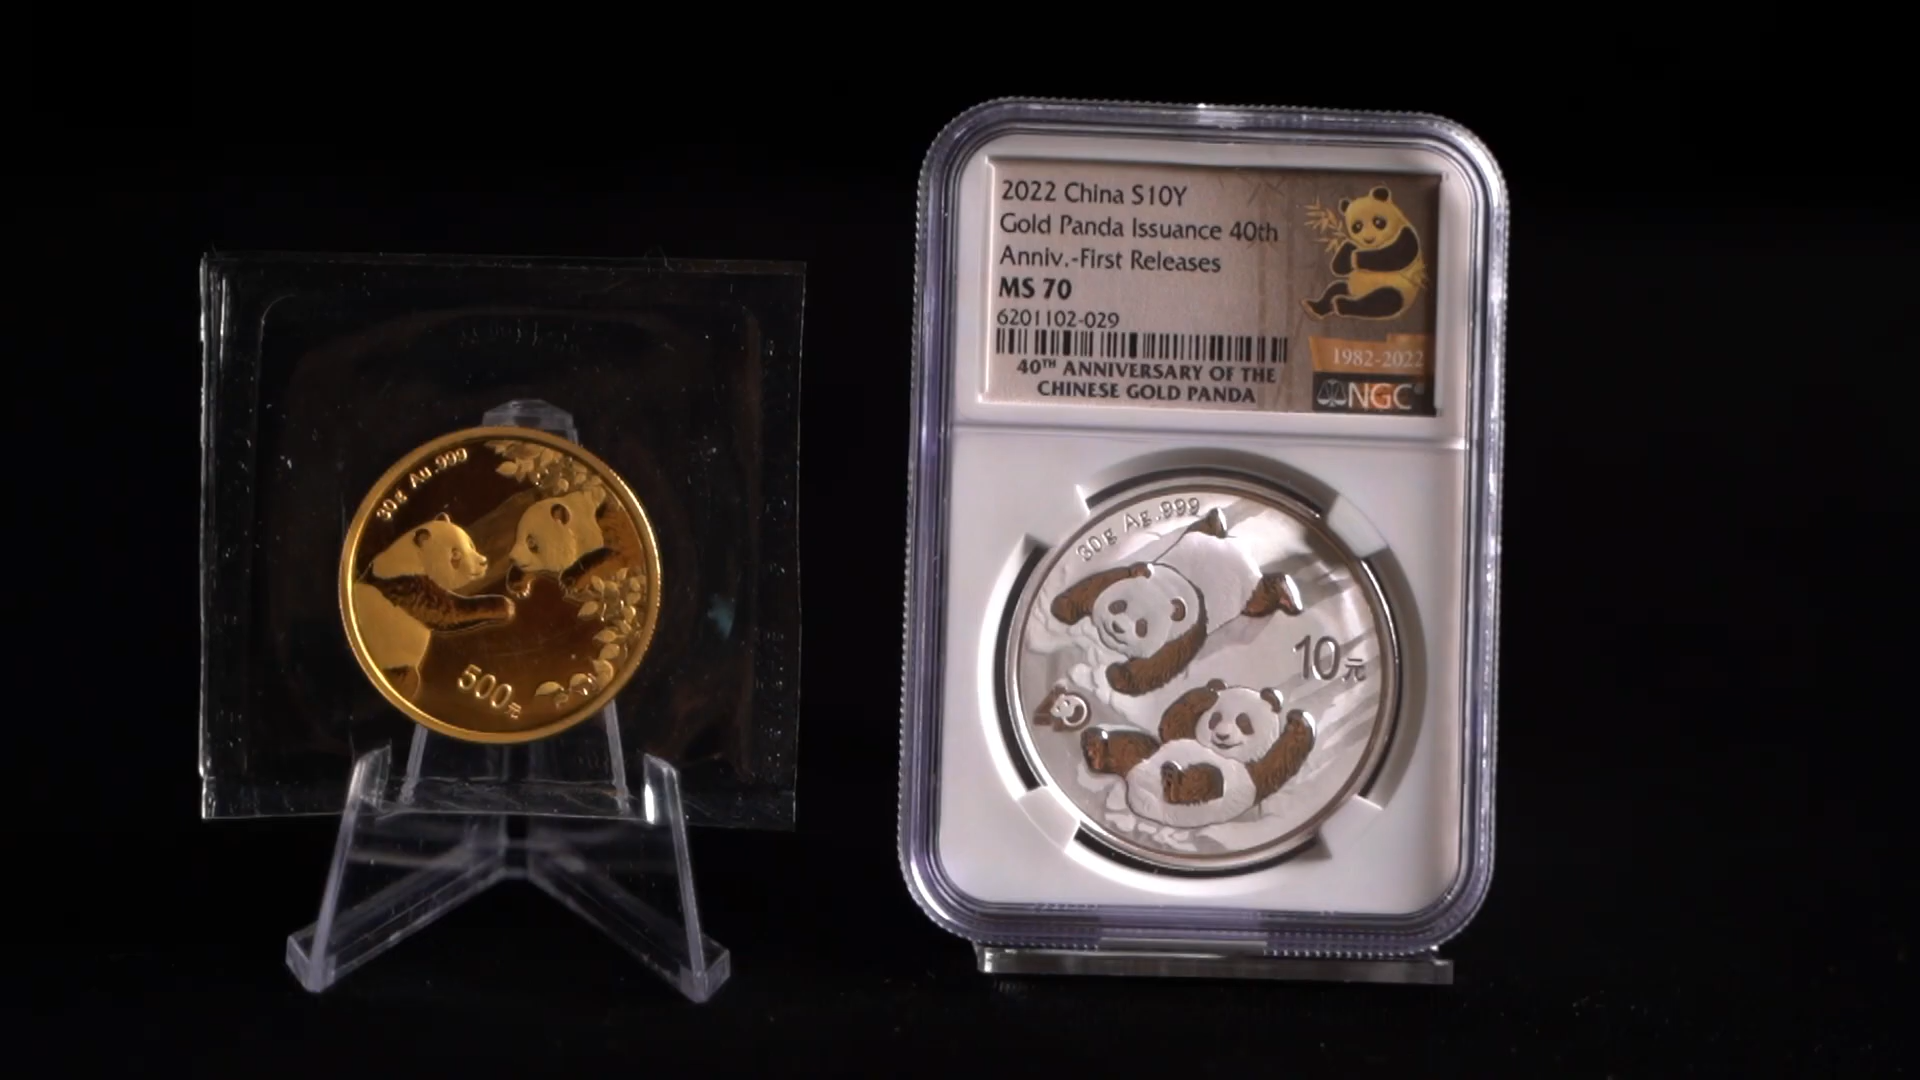 30g Au.999
500元
2022 China S10Y
Gold Panda Issuance 40th
Anniv.-First Releases
MS 70
6201102-029
40TH ANNIVERSARY OF THE
CHINESE GOLD PANDA
1982-2022
NGC
30g Ag.999
10元